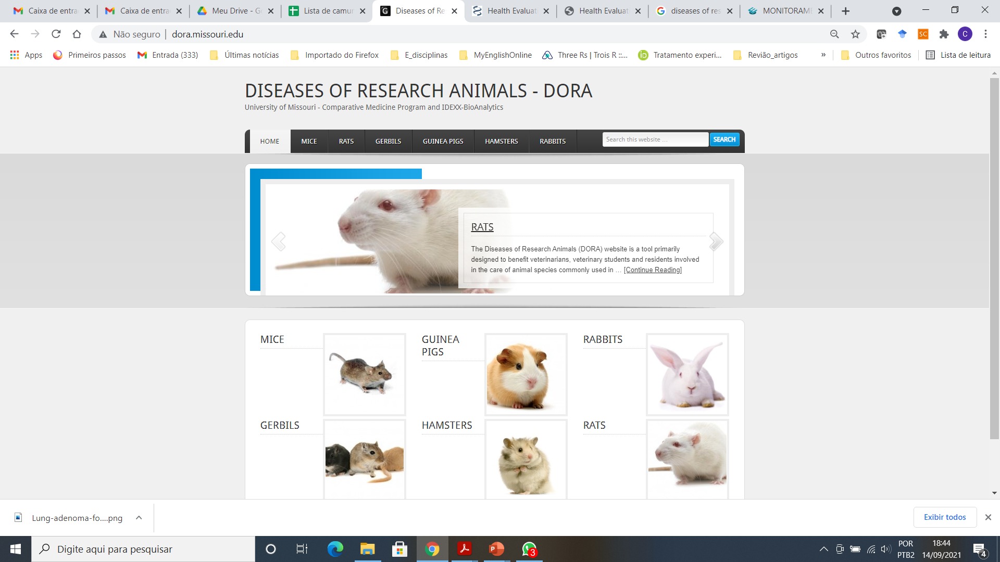 Caixa de entra
Caixa de entra
Meu Drive - Go
Lista de camun
Diseases of Re
Health Evaluat
Health Evaluat
diseases of res
MONITORAME
Não seguro | dora.missouri.edu
SC
C
Apps
Primeiros passos
Entrada (333)
Últimas notícias
Importado do Firefox
E_disciplinas
MyEnglishOnline
Three Rs | Trois R ::...
Tratamento experi...
Revião_artigos
»
Outros favoritos
Lista de leitura
DISEASES OF RESEARCH ANIMALS - DORA
University of Missouri - Comparative Medicine Program and IDEXX-BioAnalytics
HOME
MICE
RATS
GERBILS
GUINEA PIGS
HAMSTERS
RABBITS
Search this website …
SEARCH
RATS
The Diseases of Research Animals (DORA) website is a tool primarily
designed to benefit veterinarians, veterinary students and residents involved
in the care of animal species commonly used in … [Continue Reading]
MICE
GUINEA
PIGS
RABBITS
GERBILS
HAMSTERS
RATS
Lung-adenoma-fo....png
Exibir todos
Digite aqui para pesquisar
3
POR
PTB2
18:44
14/09/2021
4